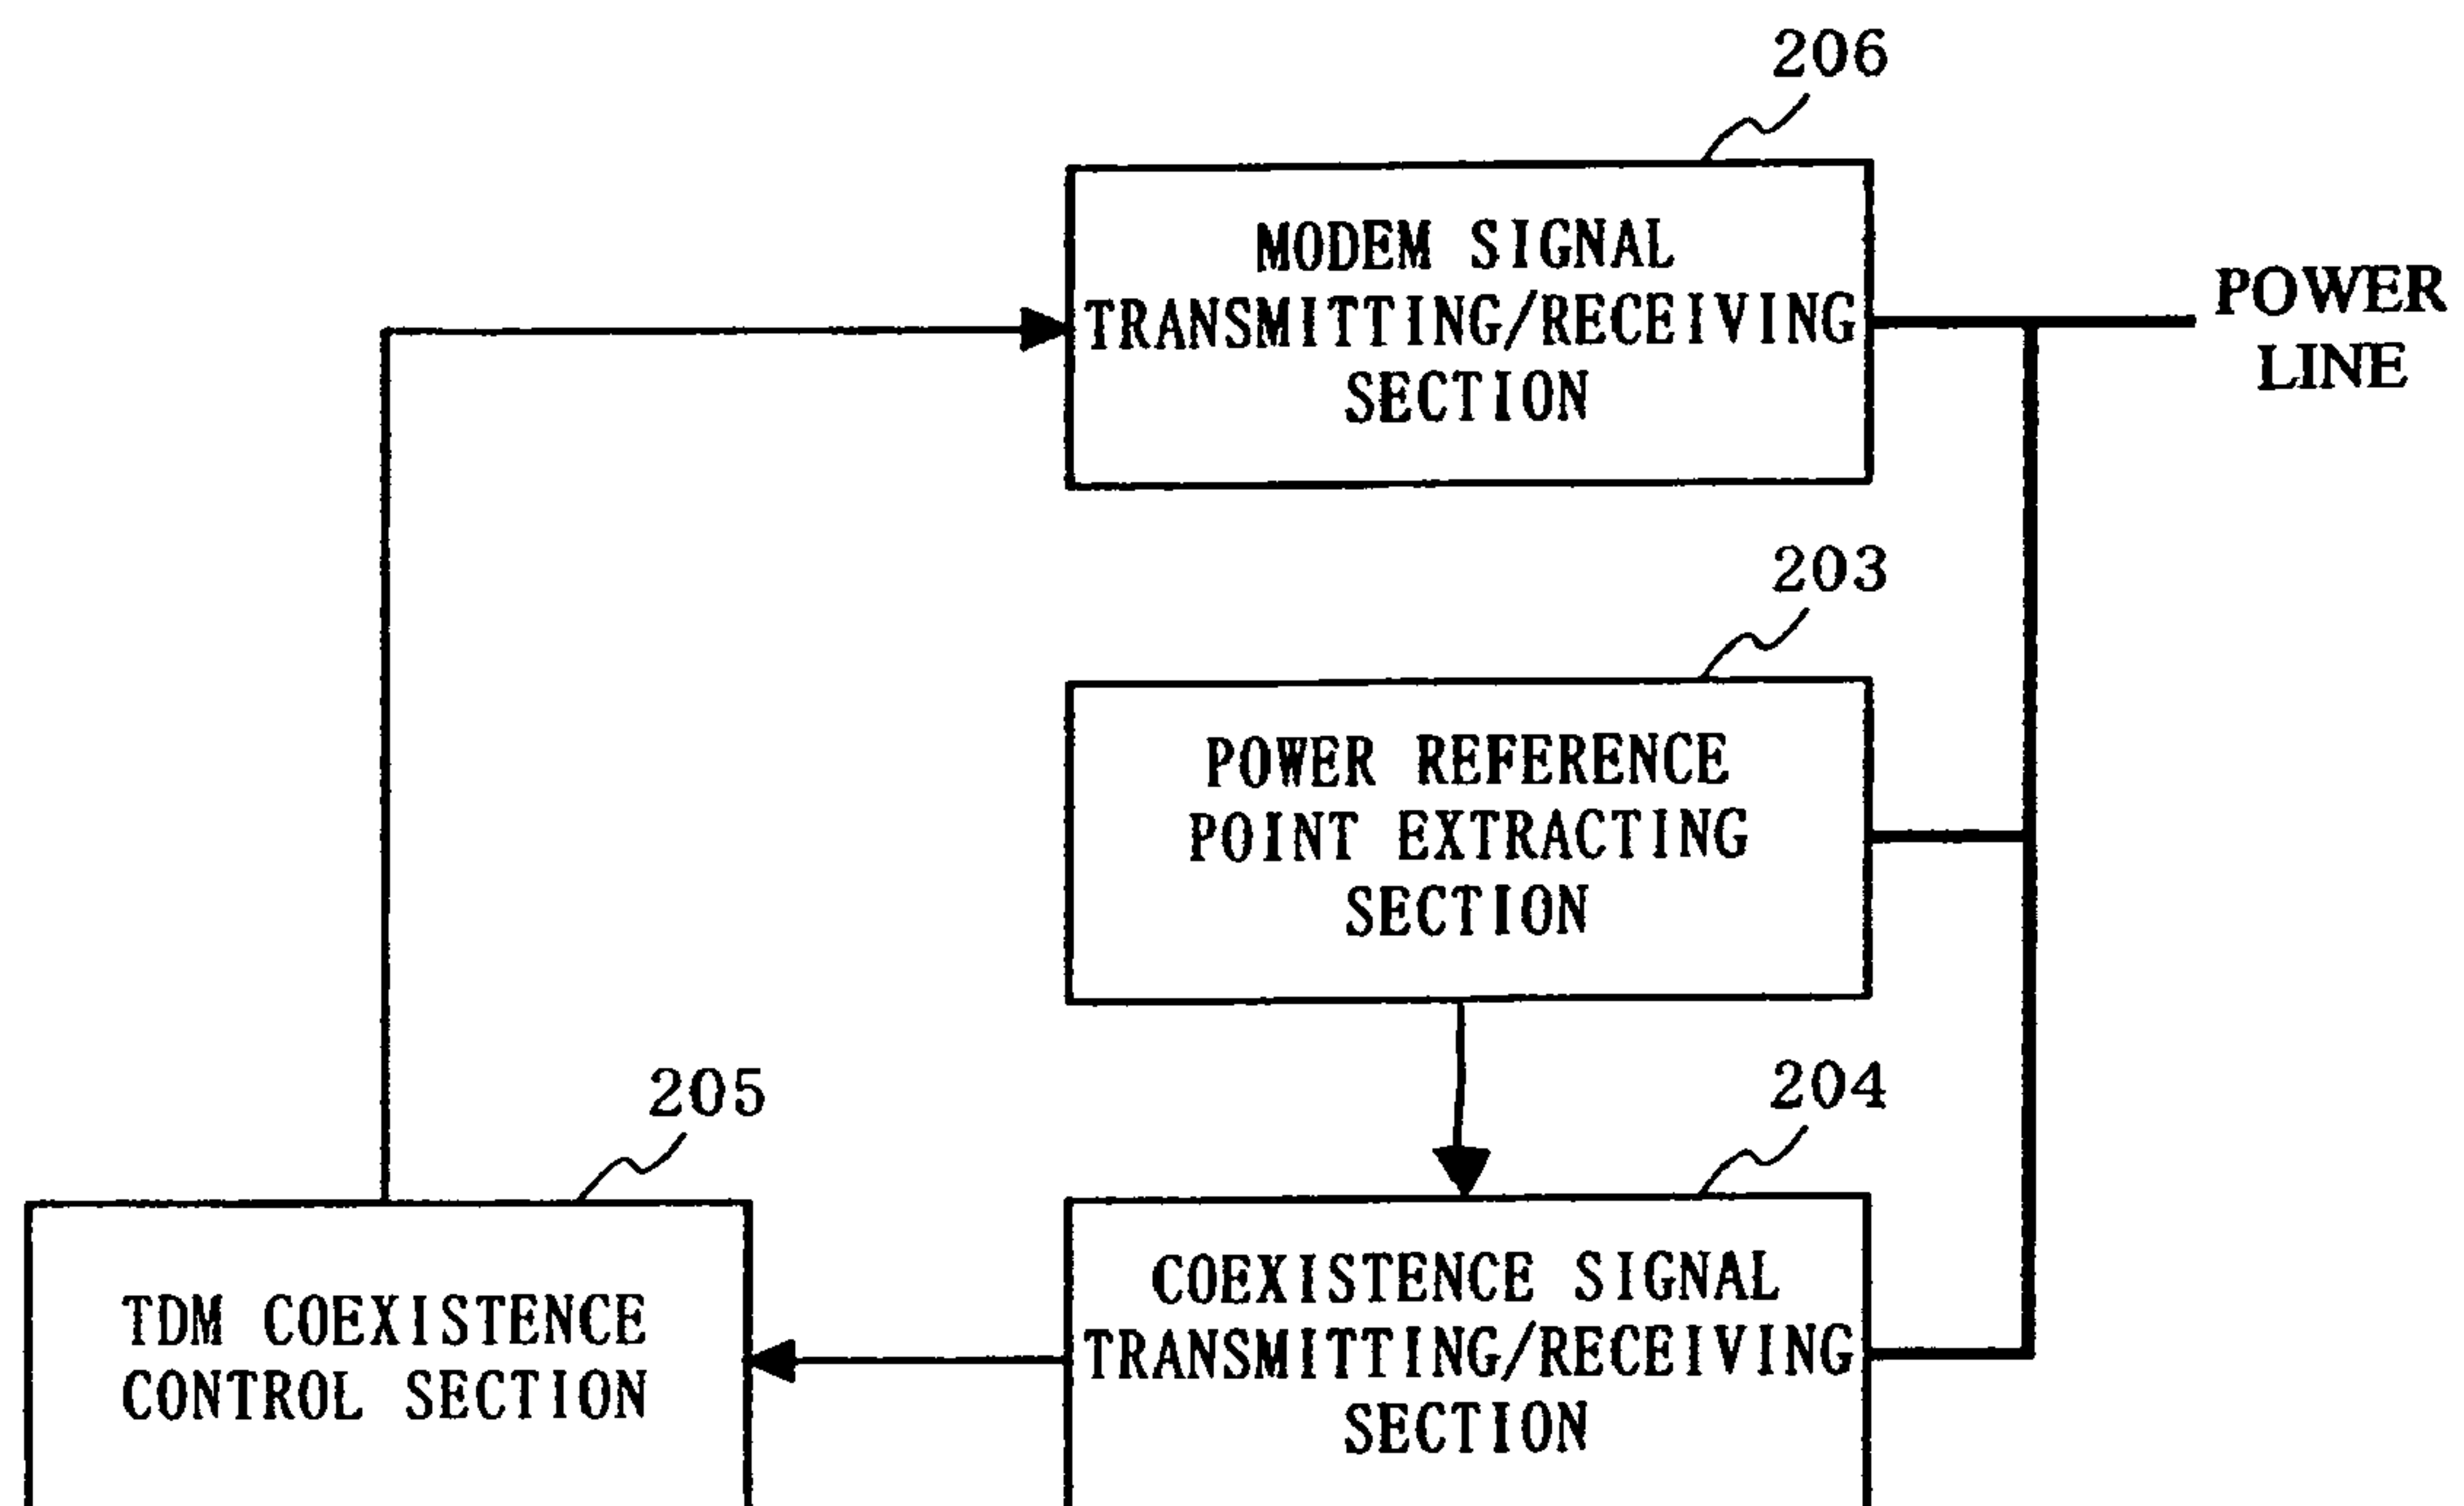 206
MODEM SIGNAL
TRANSMITTING/RECEIVING
SECTION
POWER
LINE
203
POWER REFERENCE
POINT EXTRACTING
SECTION
205
204
TDM COEXISTENCE
CONTROL SECTION
COEXISTENCE SIGNAL
TRANSMITTING/RECEIVING
SECTION